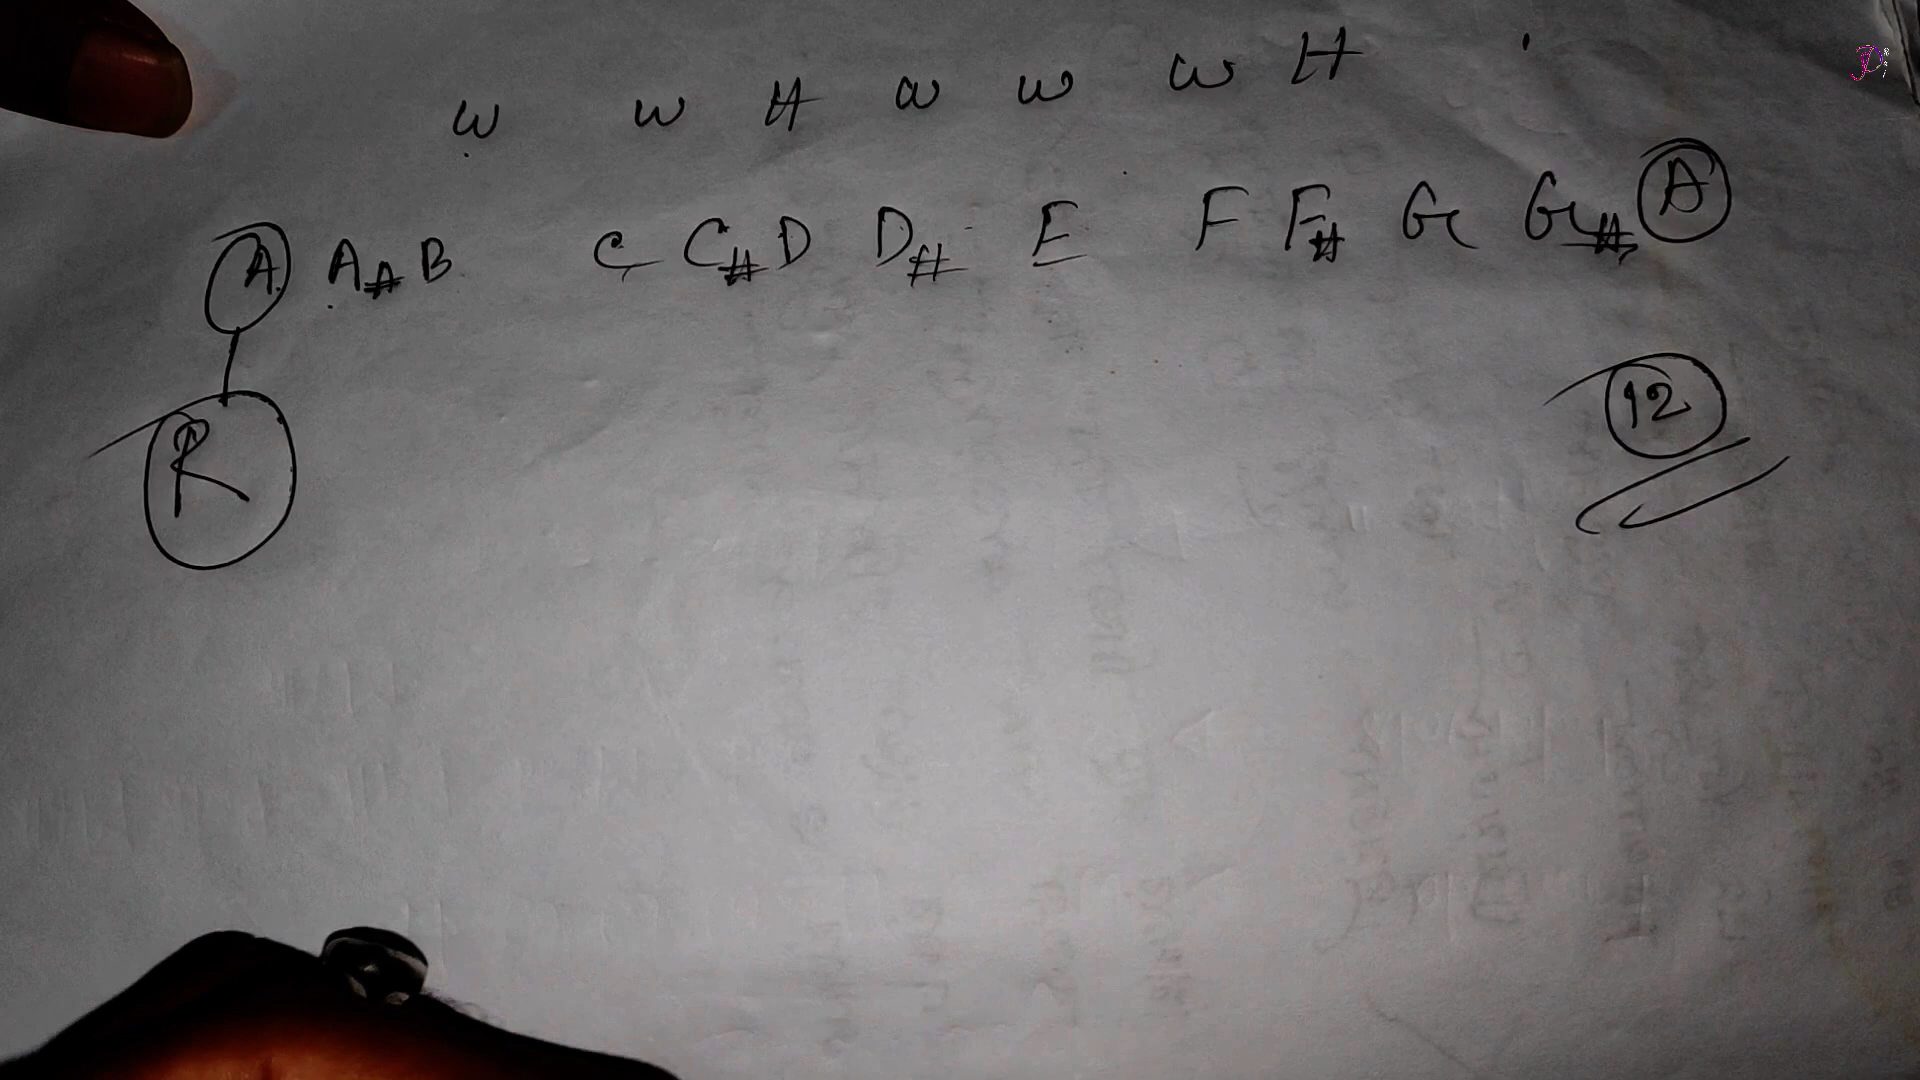 W W H W W W H
A A# B C C# D D# E F F# G G# A
R 12